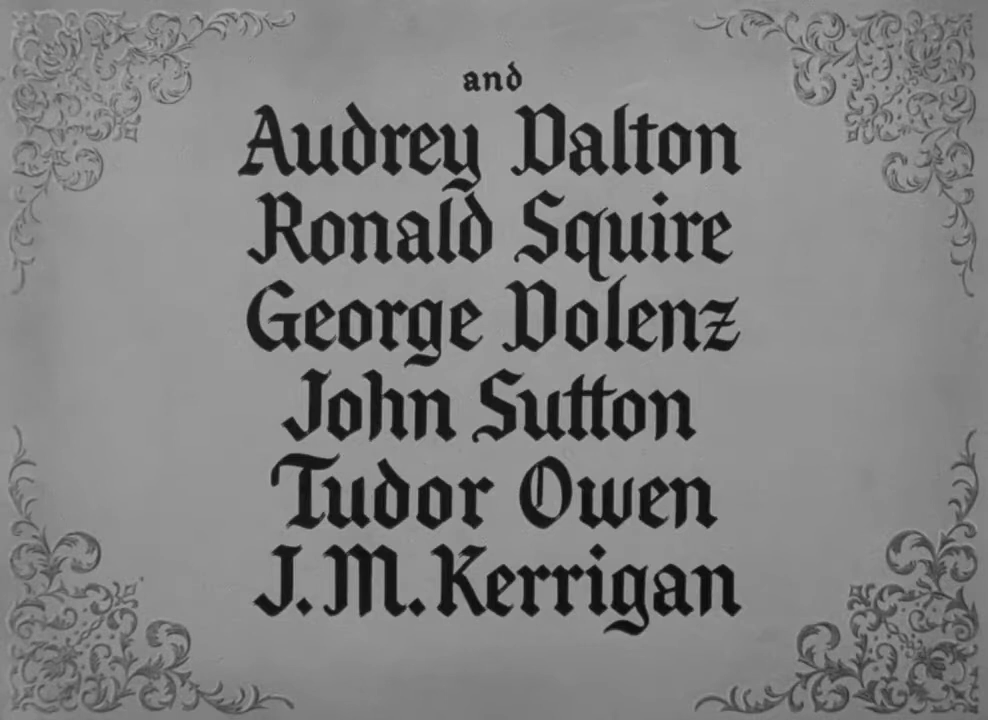 and
Audrey Dalton
Ronald Squire
George Dolenz
John Sutton
Tudor Owen
J. M. Kerrigan